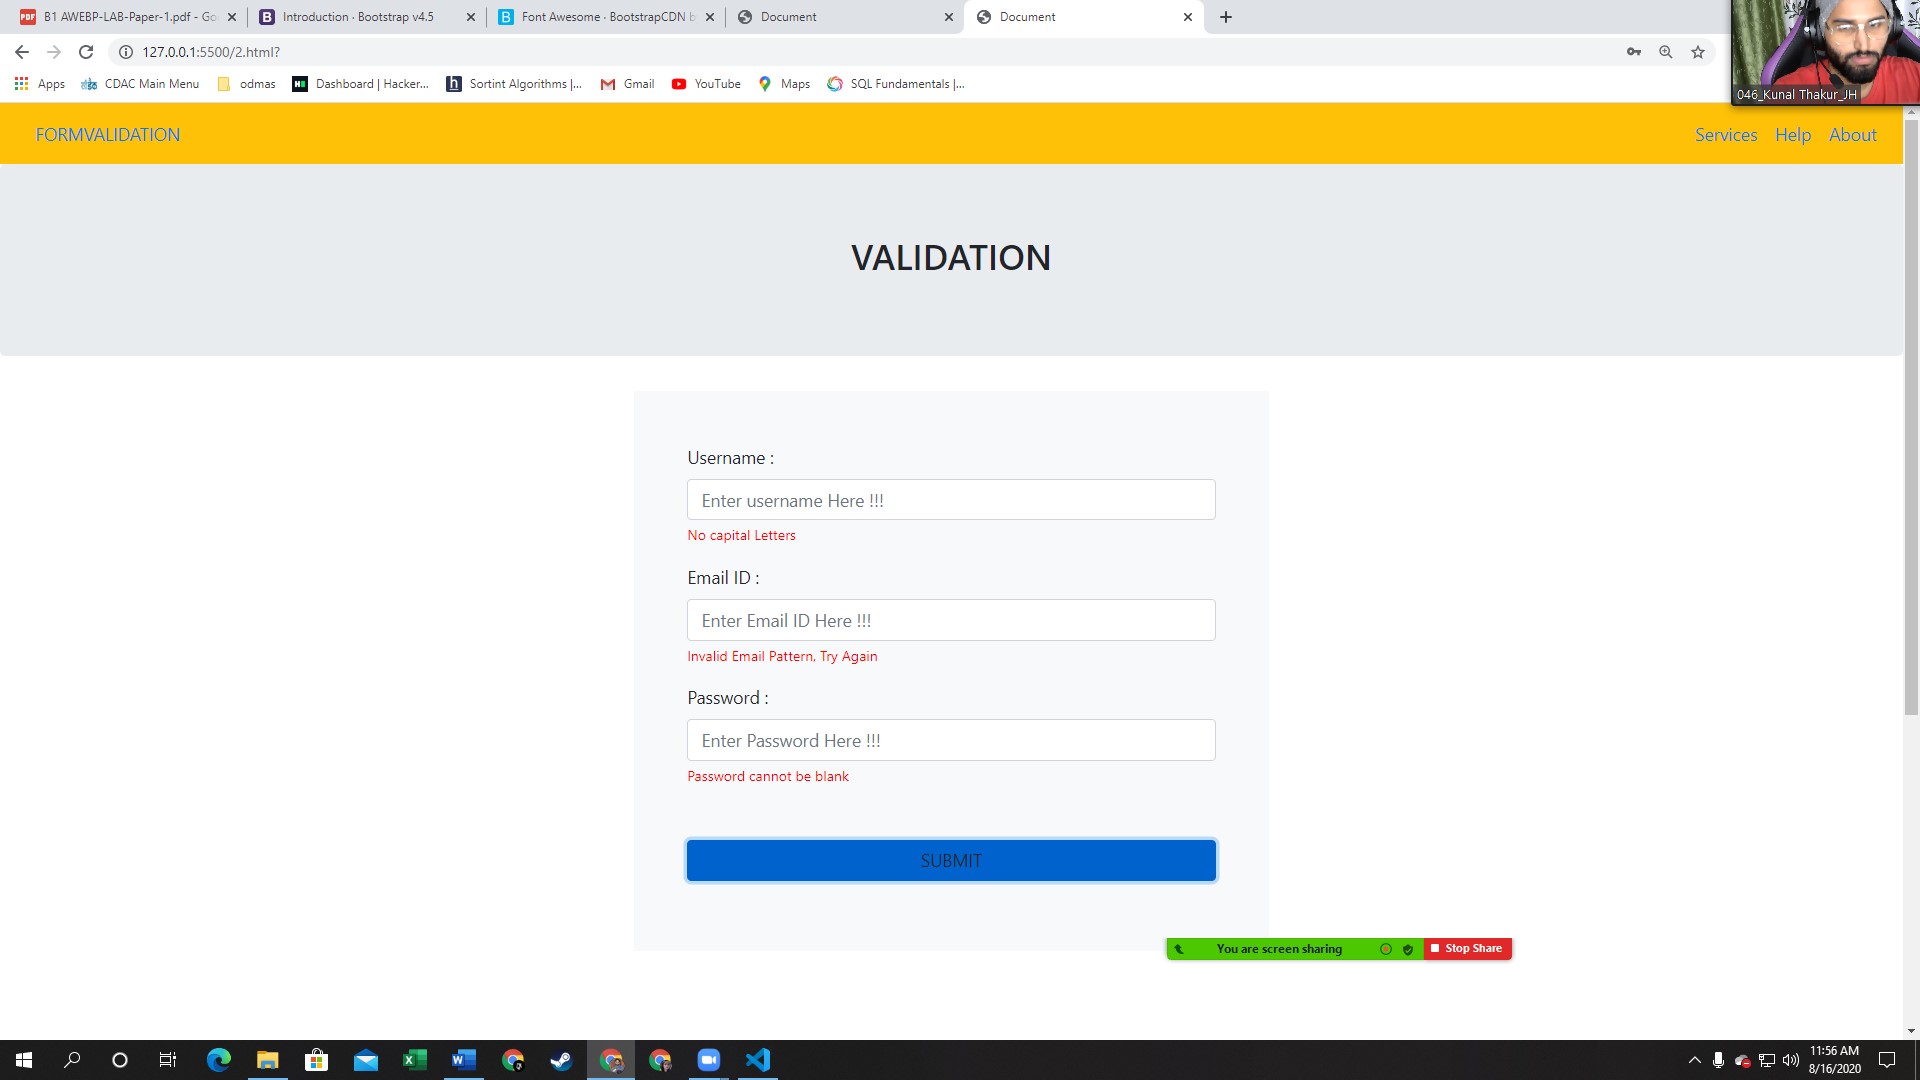 B1 AWEBP-LAB-Paper-1.pdf - Go
Introduction · Bootstrap v4.5
Font Awesome · BootstrapCDN b
Document
Document
127.0.0.1:5500/2.html?
Apps
CDAC Main Menu
odmas
Dashboard | Hacker...
Sortint Algorithms |...
Gmail
YouTube
Maps
SQL Fundamentals |...
046_Kunal Thakur_JH
FORMVALIDATION
Services Help About
VALIDATION
Username :
Enter username Here !!!
No capital Letters
Email ID :
Enter Email ID Here !!!
Invalid Email Pattern, Try Again
Password :
Enter Password Here !!!
Password cannot be blank
SUBMIT
You are screen sharing
Stop Share
11:56 AM
8/16/2020